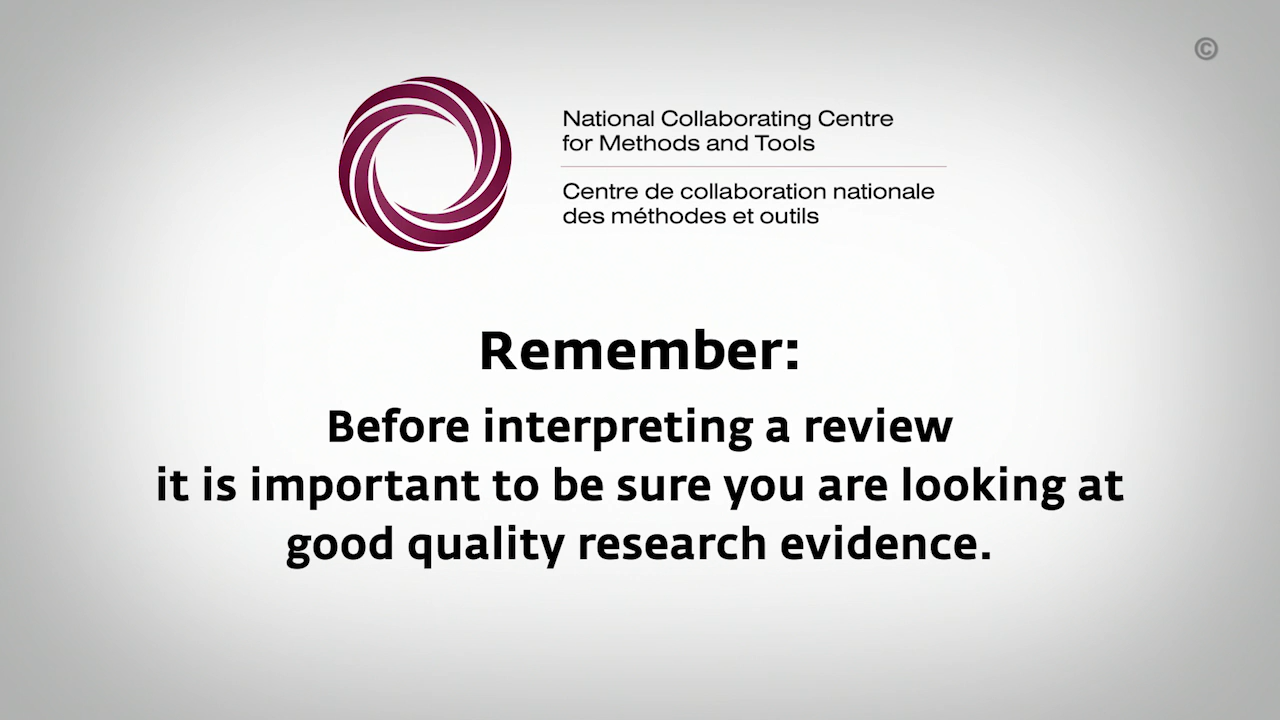 ©
National Collaborating Centre
for Methods and Tools
Centre de collaboration nationale
des méthodes et outils
Remember:
Before interpreting a review
it is important to be sure you are looking at
good quality research evidence.